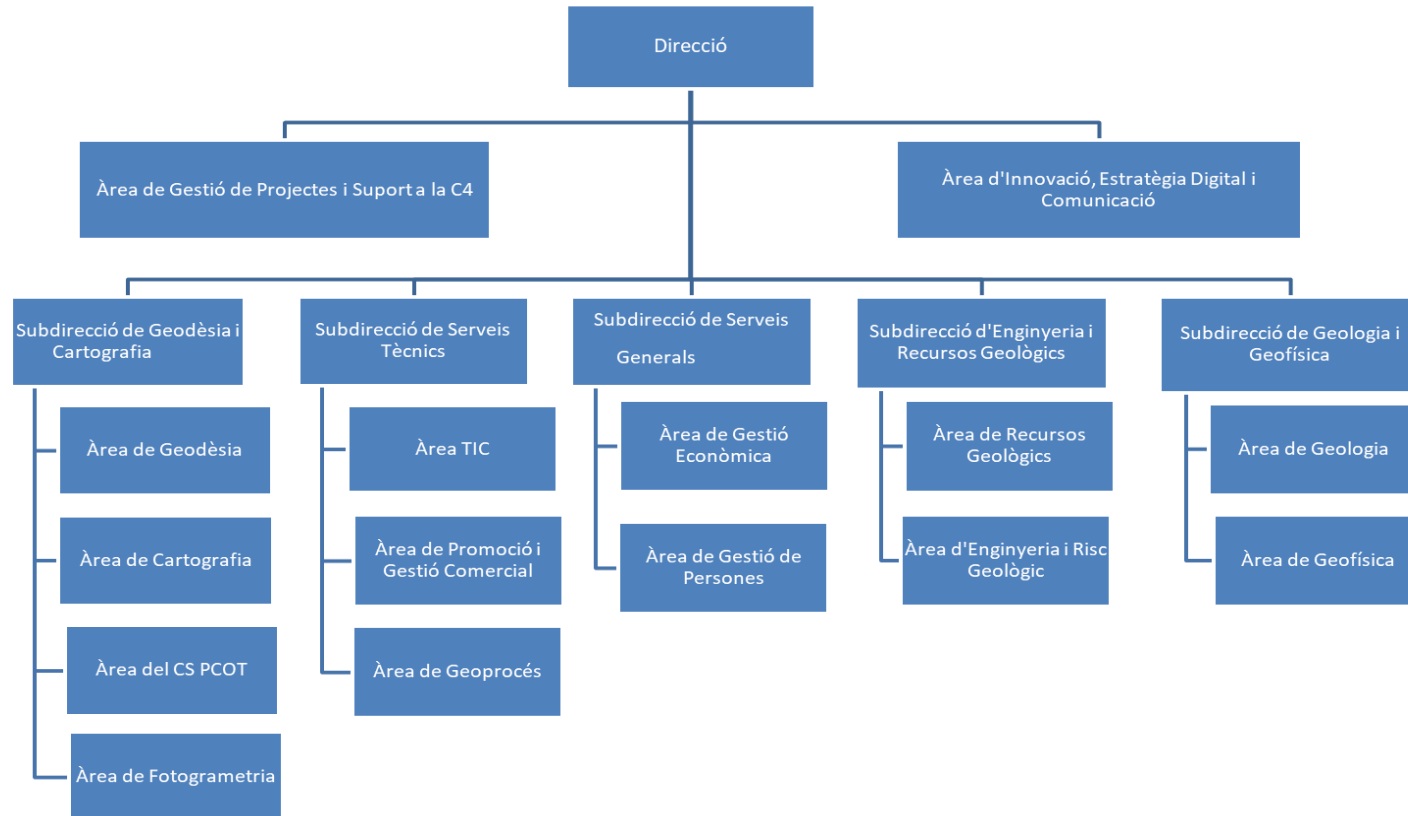 Direcció
Àrea de Gestió de Projectes i Suport a la C4
Àrea d'Innovació, Estratègia Digital i
Comunicació
Subdirecció de Geodèsia i
Cartografia
Subdirecció de Serveis
Tècnics
Subdirecció de Serveis
Generals
Subdirecció d'Enginyeria i
Recursos Geològics
Subdirecció de Geologia i
Geofísica
Àrea de Geodèsia
Àrea de Cartografia
Àrea del CS PCOT
Àrea de Fotogrametria
Àrea TIC
Àrea de Promoció i
Gestió Comercial
Àrea de Geoprocés
Àrea de Gestió
Econòmica
Àrea de Gestió de
Persones
Àrea de Recursos
Geològics
Àrea d'Enginyeria i Risc
Geològic
Àrea de Geologia
Àrea de Geofísica